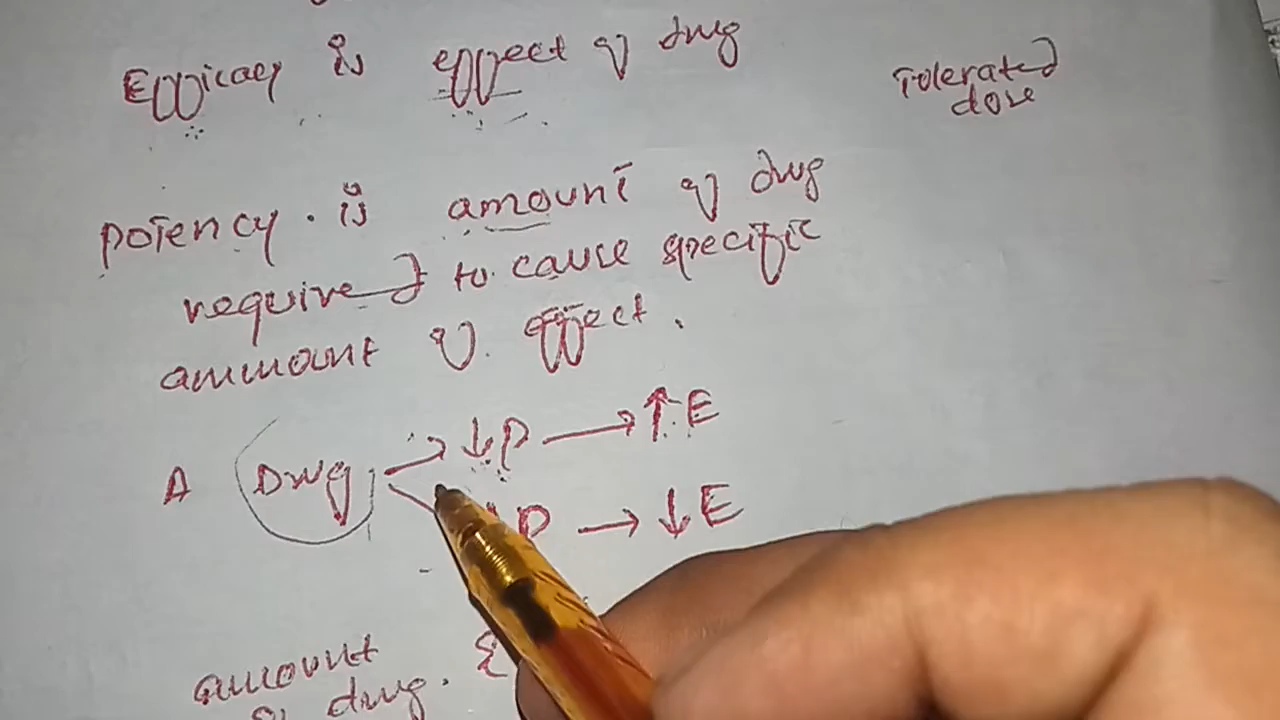 Efficacy is effect of drug
Tolerated
dose
potency. is amount of drug
required to cause specific
ammount of. effect.
A Drug → ↓P → ↑E
P → ↓E
amount
drug.